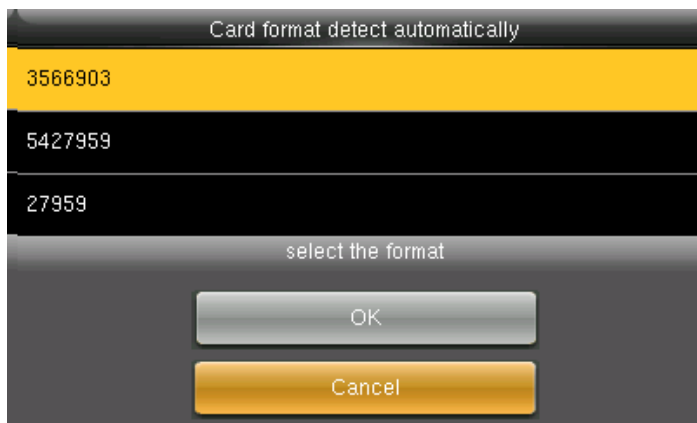 Card format detect automatically
3566903
5427959
27959
select the format
OK
Cancel